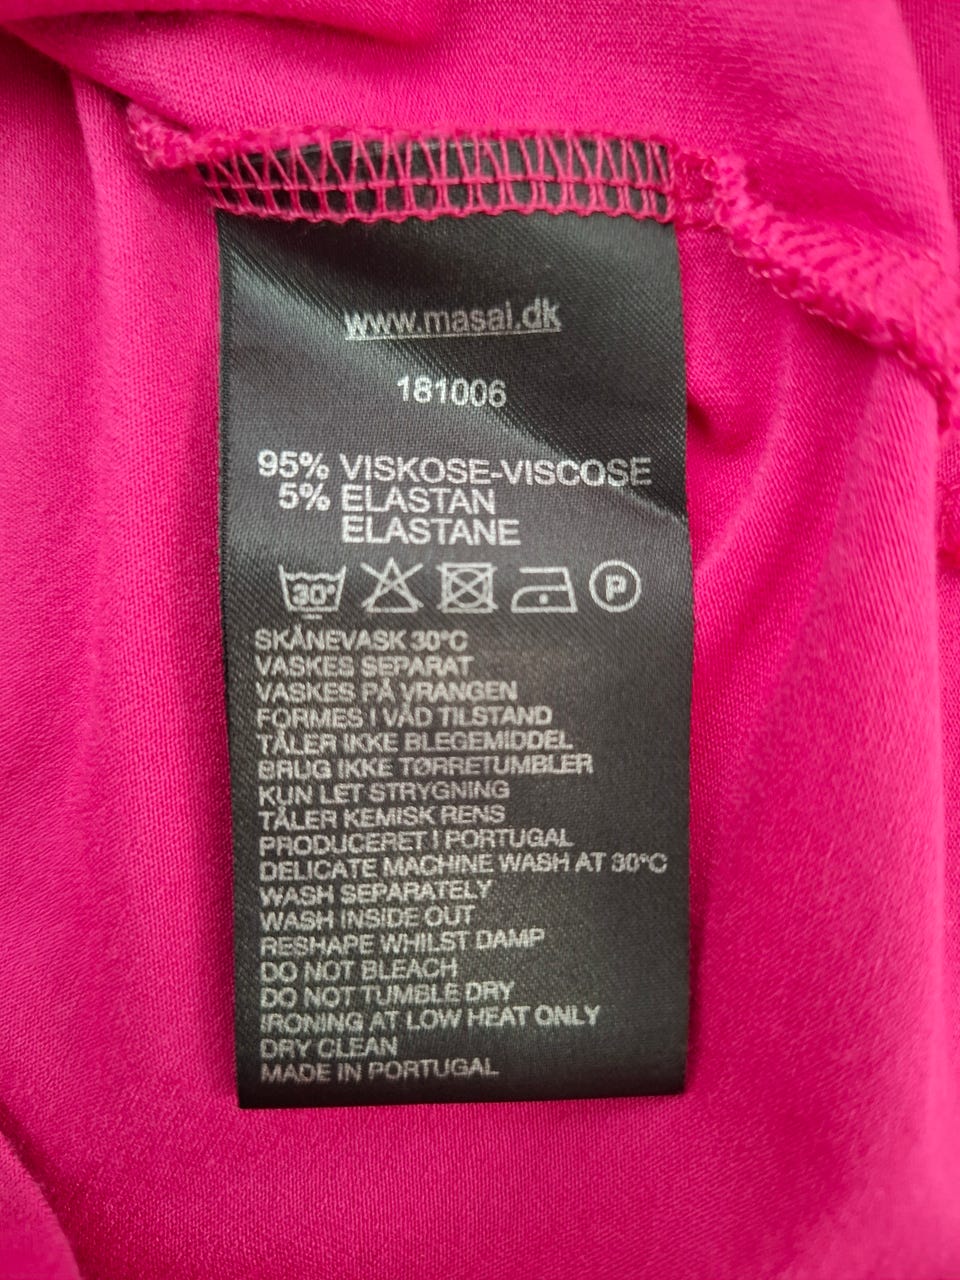 www.masai.dk
181006
95% VISKOSE-VISCOSE
5% ELASTAN
ELASTANE
30°
P
SKÅNEVASK 30°C
VASKES SEPARAT
VASKES PÅ VRANGEN
FORMES I VÅD TILSTAND
TÅLER IKKE BLEGEMIDDEL
BRUG IKKE TØRRETUMBLER
KUN LET STRYGNING
TÅLER KEMISK RENS
PRODUCERET I PORTUGAL
DELICATE MACHINE WASH AT 30°C
WASH SEPARATELY
WASH INSIDE OUT
RESHAPE WHILST DAMP
DO NOT BLEACH
DO NOT TUMBLE DRY
IRONING AT LOW HEAT ONLY
DRY CLEAN
MADE IN PORTUGAL